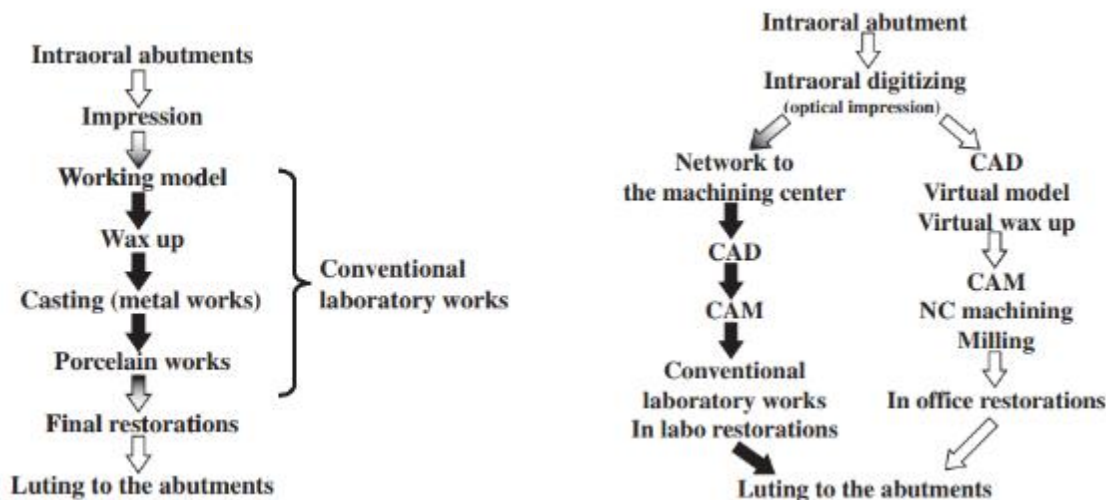 Intraoral abutments
Impression
Working model
Wax up
Casting (metal works)
Porcelain works
Final restorations
Luting to the abutments
Conventional
laboratory works
Intraoral abutment
Intraoral digitizing
(optical impression)
Network to
the machining center
CAD
CAM
Conventional
laboratory works
In labo restorations
CAD
Virtual model
Virtual wax up
CAM
NC machining
Milling
In office restorations
Luting to the abutments